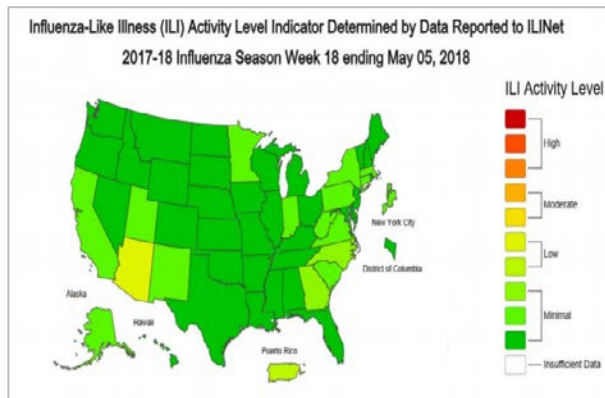 Influenza-Like Illness (ILI) Activity Level Indicator Determined by Data Reported to ILINet
2017-18 Influenza Season Week 18 ending May 05, 2018
ILI Activity Level
High
Moderate
Low
Minimal
Insufficient Data
New York City
District of Columbia
Alaska
Hawaii
Puerto Rico